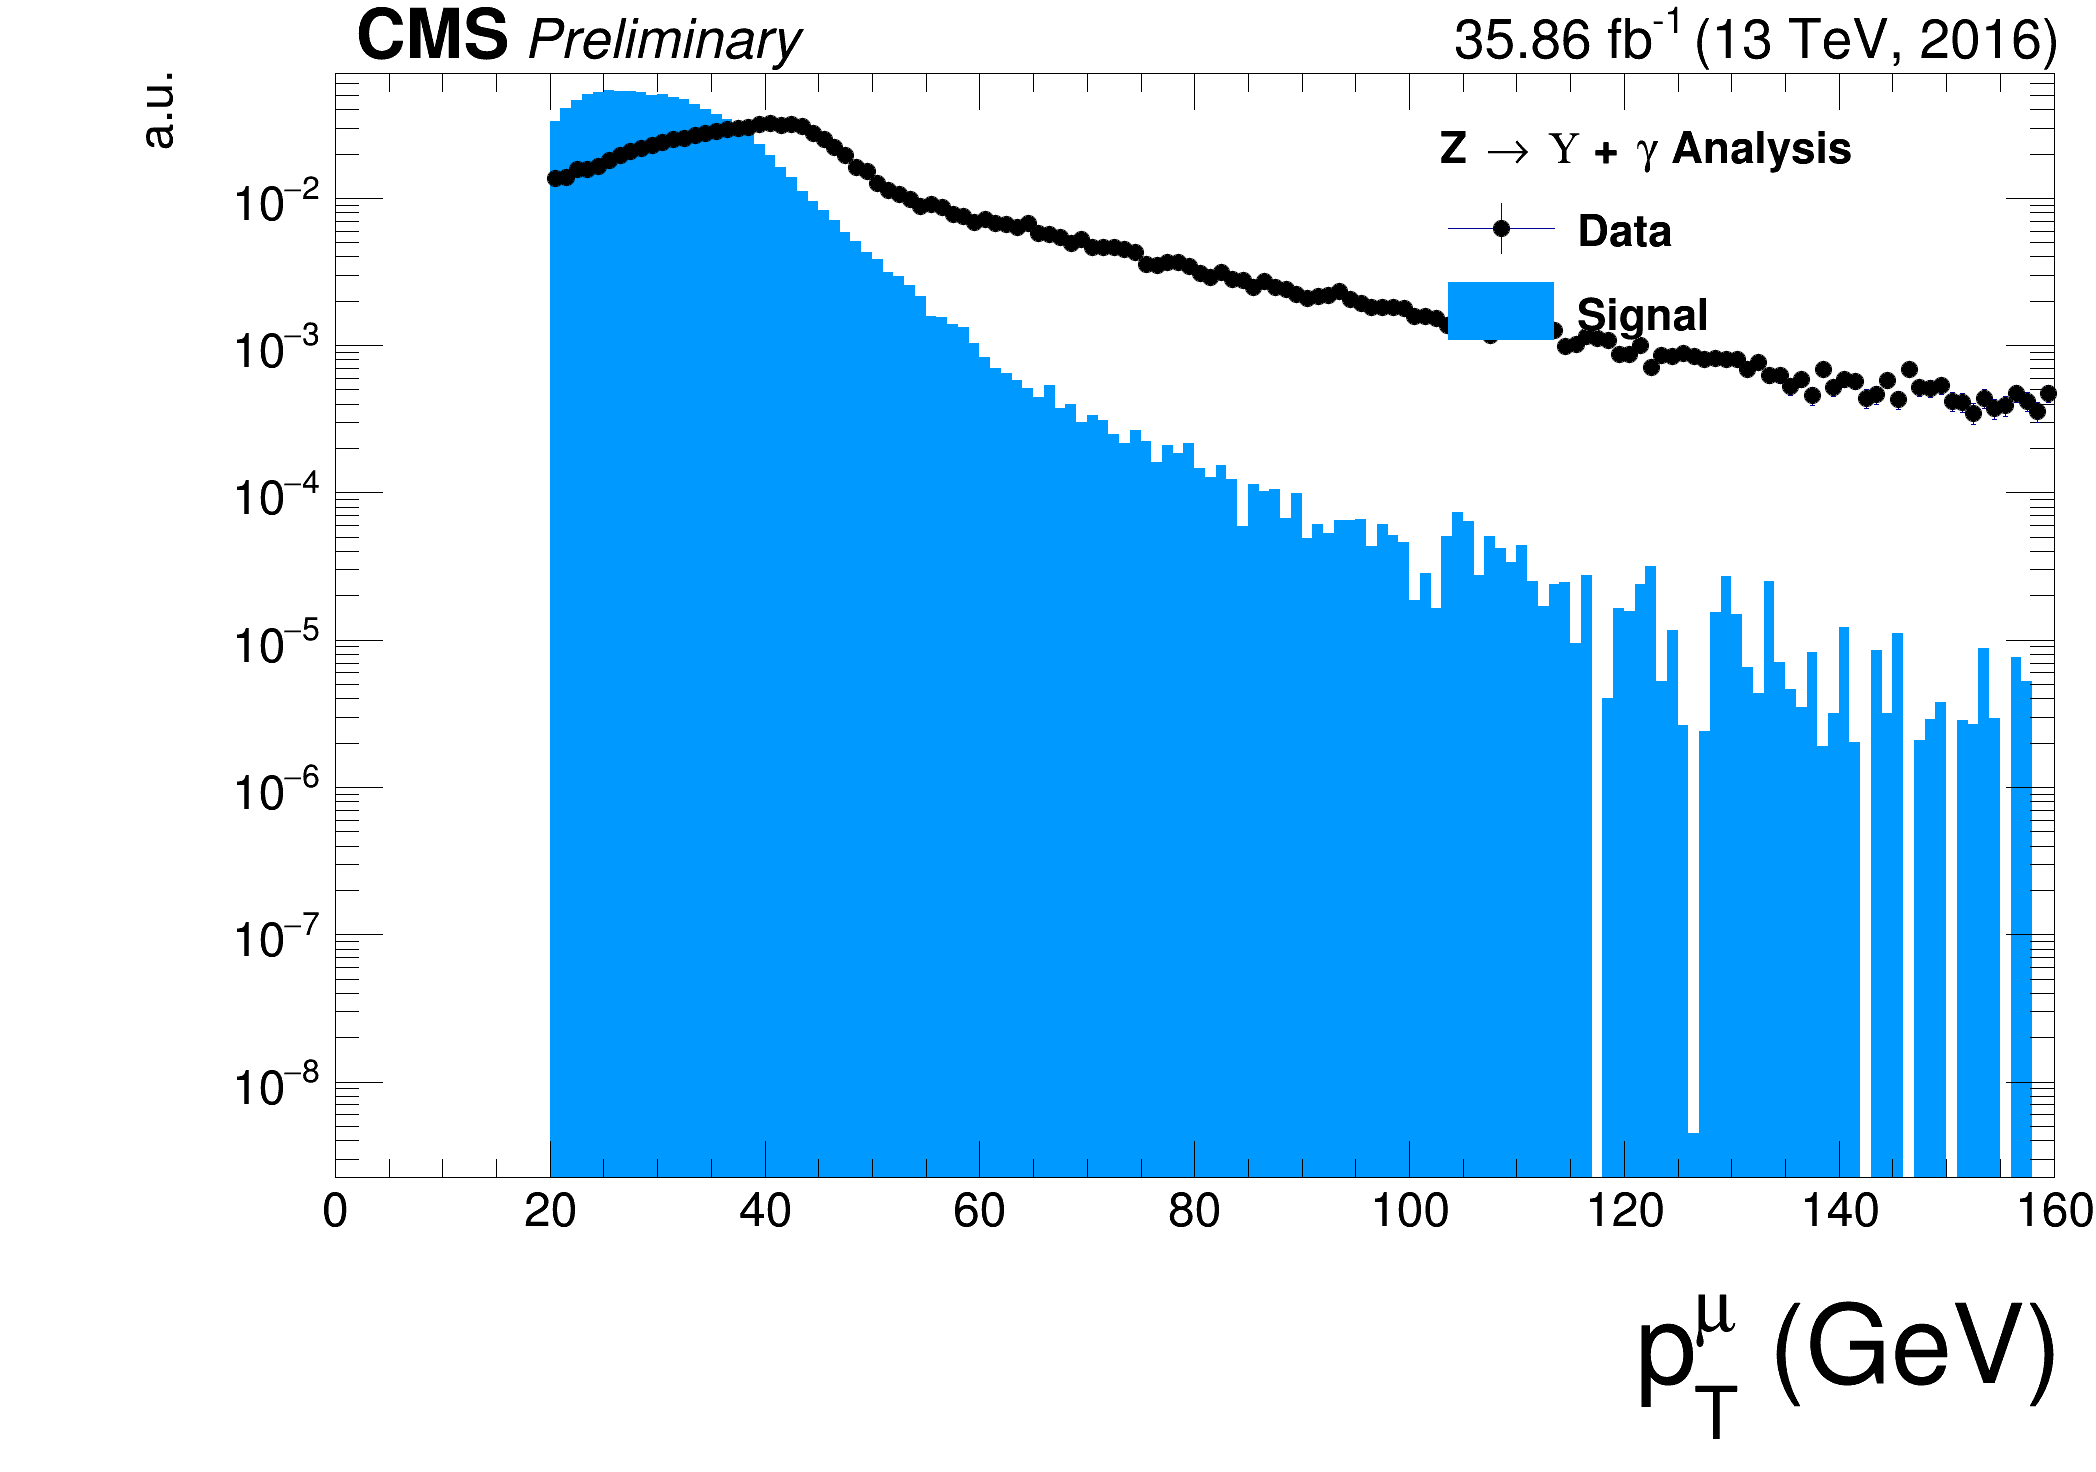 CMS Preliminary 35.86 fb⁻¹ (13 TeV, 2016)
a.u.
Z → ϒ + γ Analysis
Data
Signal
10⁻²
10⁻³
10⁻⁴
10⁻⁵
10⁻⁶
10⁻⁷
10⁻⁸
0 20 40 60 80 100 120 140 160
p_T^μ (GeV)